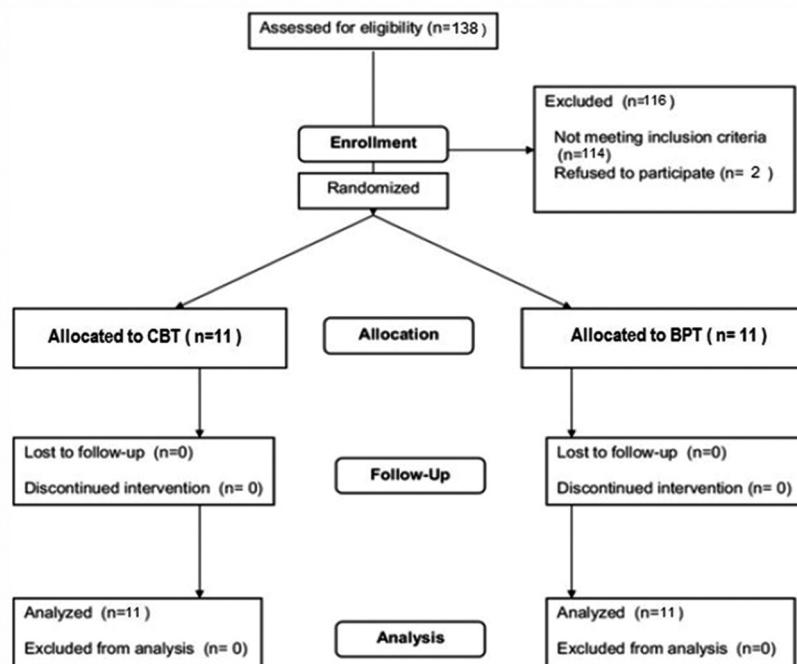 Assessed for eligibility (n=138)
Excluded (n=116)
Not meeting inclusion criteria
(n=114)
Refused to participate (n= 2 )
Enrollment
Randomized
Allocated to CBT ( n=11 )
Allocation
Allocated to BPT ( n= 11 )
Lost to follow-up (n=0)
Discontinued intervention (n= 0)
Follow-Up
Lost to follow-up (n=0)
Discontinued intervention (n= 0)
Analyzed (n=11)
Excluded from analysis (n= 0)
Analysis
Analyzed (n=11)
Excluded from analysis (n=0)